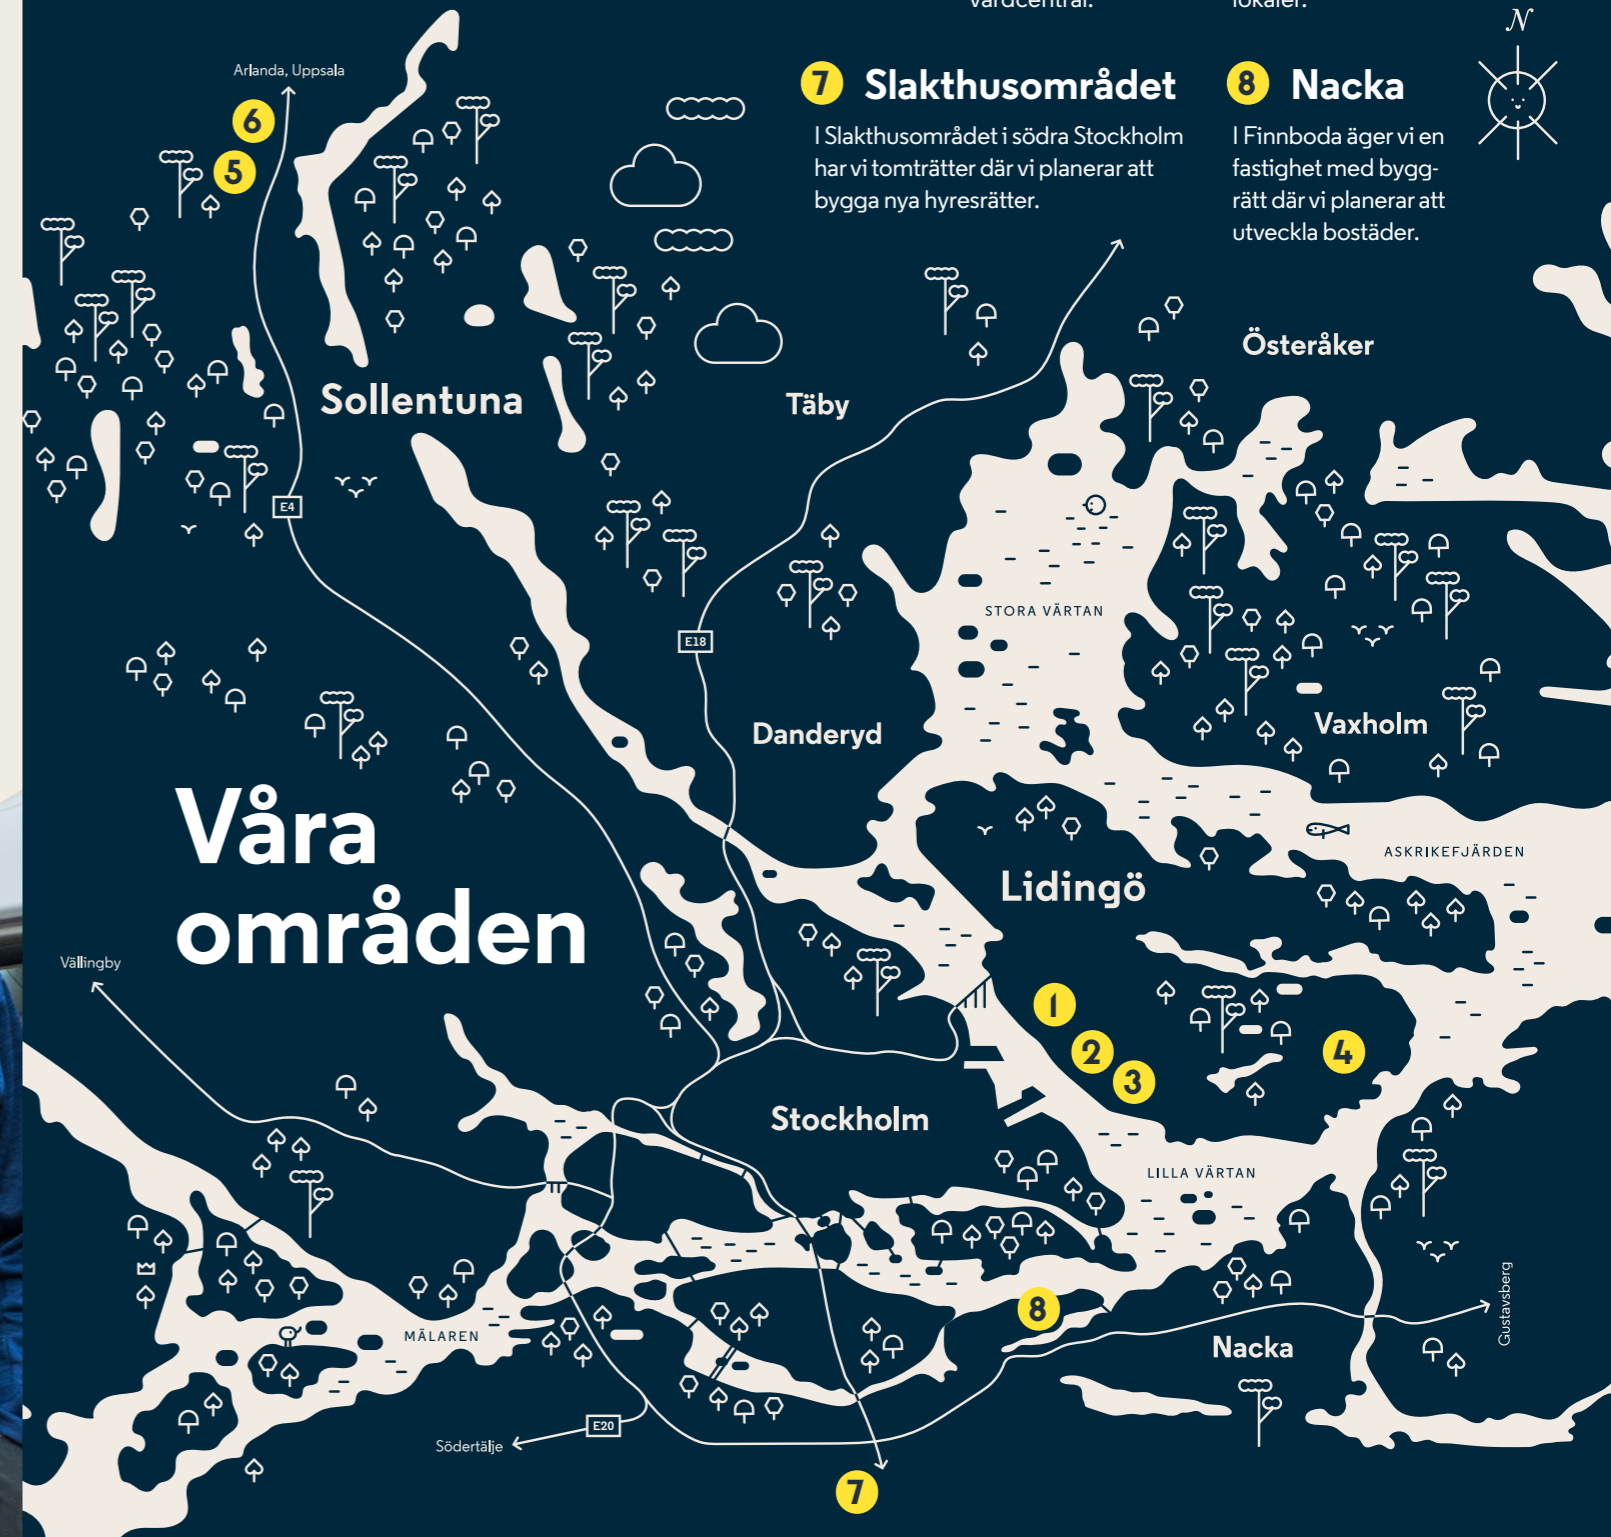 vårdcentral.
lokaler.
N
7 Slakthusområdet
I Slakthusområdet i södra Stockholm
har vi tomträtter där vi planerar att
bygga nya hyresrätter.
8 Nacka
I Finnboda äger vi en
fastighet med bygg-
rätt där vi planerar att
utveckla bostäder.
Arlanda, Uppsala
6
5
Österåker
Sollentuna
Täby
E4
STORA VÄRTAN
E18
Vaxholm
Danderyd
Våra
områden
ASKRIKEFJÄRDEN
Lidingö
Vällingby
1
2
3
4
Stockholm
LILLA VÄRTAN
8
Gustavsberg
MÄLAREN
Nacka
E20
Södertälje
7